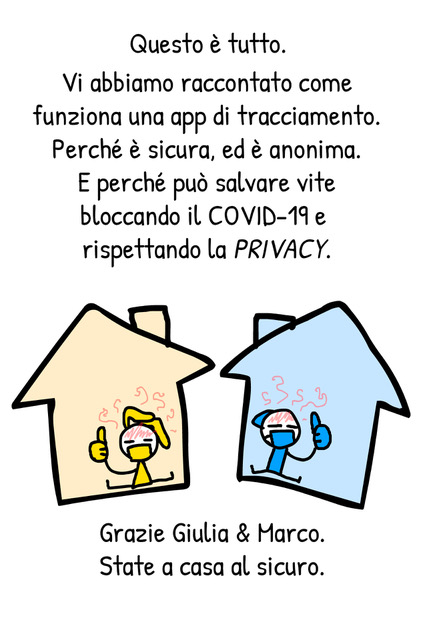 Questo è tutto.
Vi abbiamo raccontato come
funziona una app di tracciamento.
Perché è sicura, ed è anonima.
E perché può salvare vite
bloccando il COVID-19 e
rispettando la PRIVACY.
Grazie Giulia & Marco.
State a casa al sicuro.